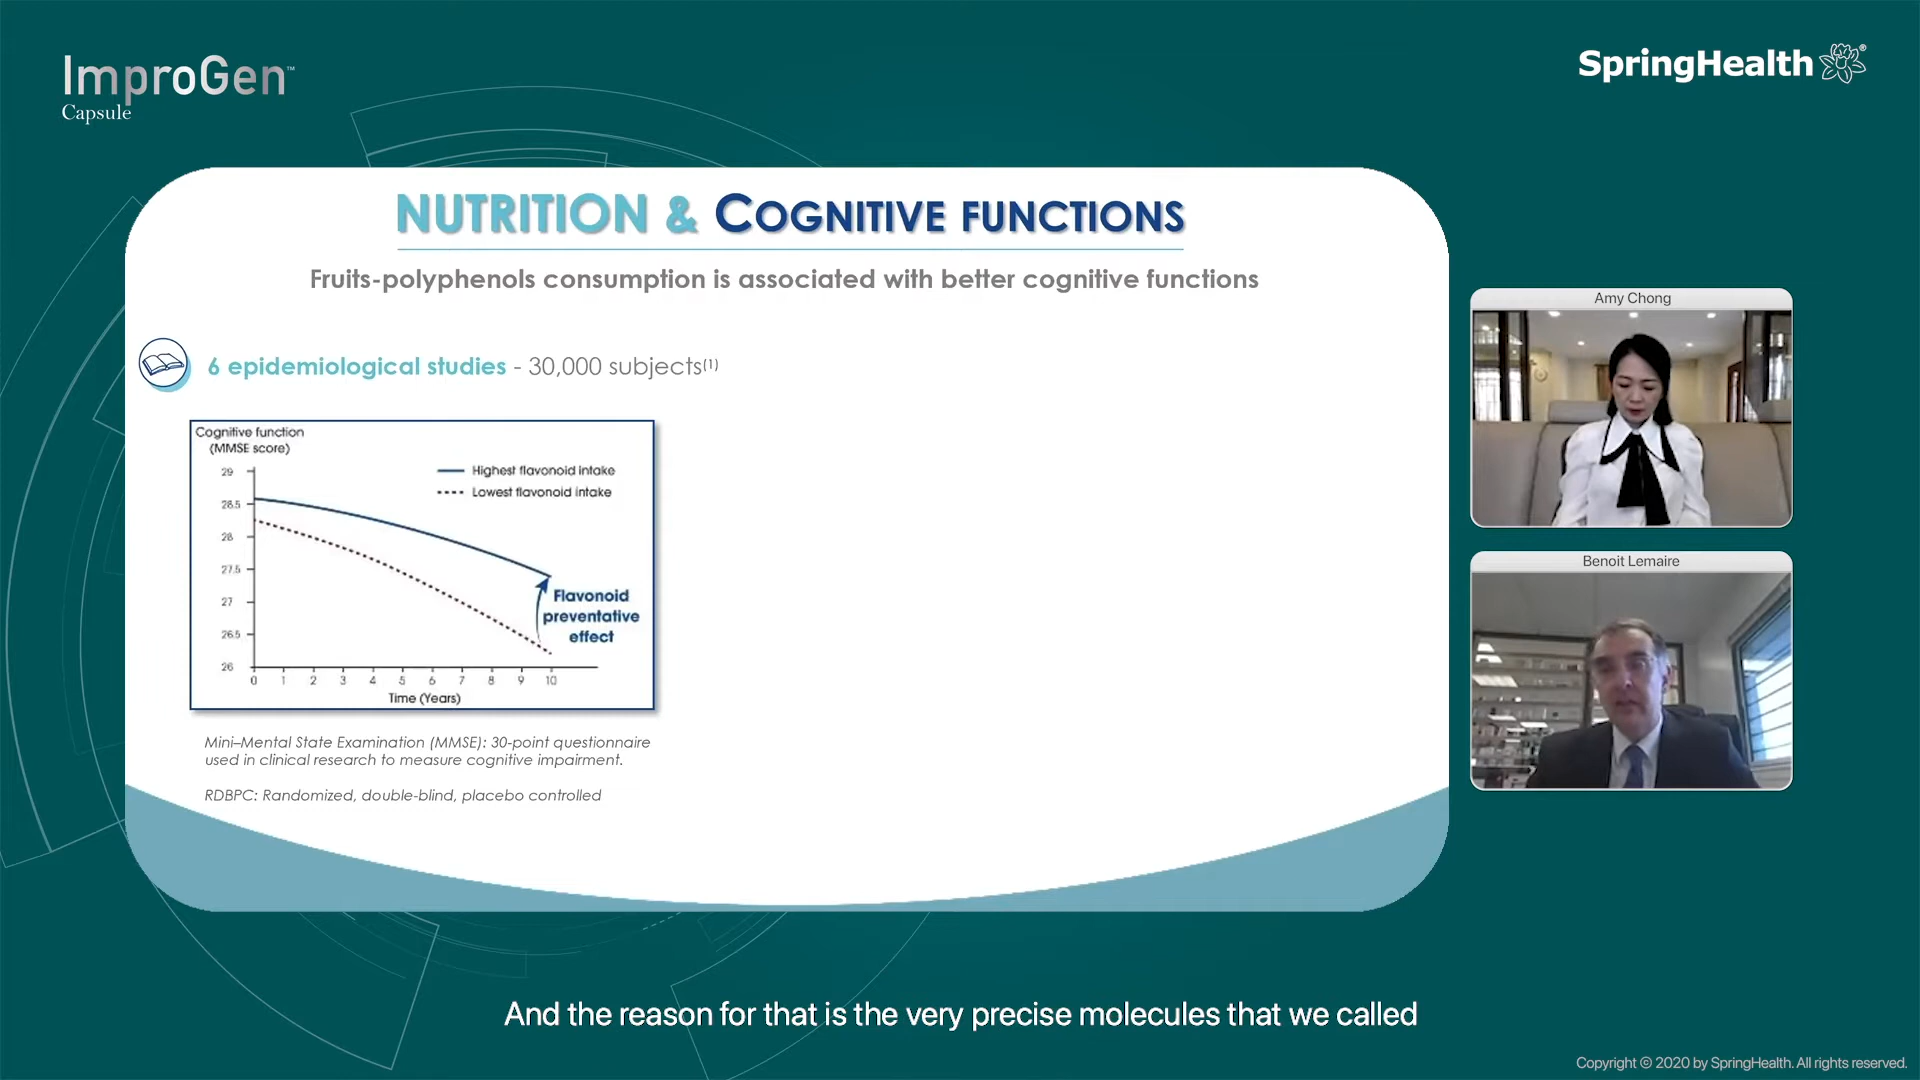 ImproGen™
Capsule
SpringHealth®
NUTRITION & COGNITIVE FUNCTIONS
Fruits-polyphenols consumption is associated with better cognitive functions
6 epidemiological studies - 30,000 subjects(1)
Cognitive function
(MMSE score)
29
28.5
28
27.5
27
26.5
26
Highest flavonoid intake
Lowest flavonoid intake
Flavonoid
preventative
effect
0 1 2 3 4 5 6 7 8 9 10
Time (Years)
Mini–Mental State Examination (MMSE): 30-point questionnaire
used in clinical research to measure cognitive impairment.
RDBPC: Randomized, double-blind, placebo controlled
Amy Chong
Benoit Lemaire
And the reason for that is the very precise molecules that we called
Copyright © 2020 by SpringHealth. All rights reserved.